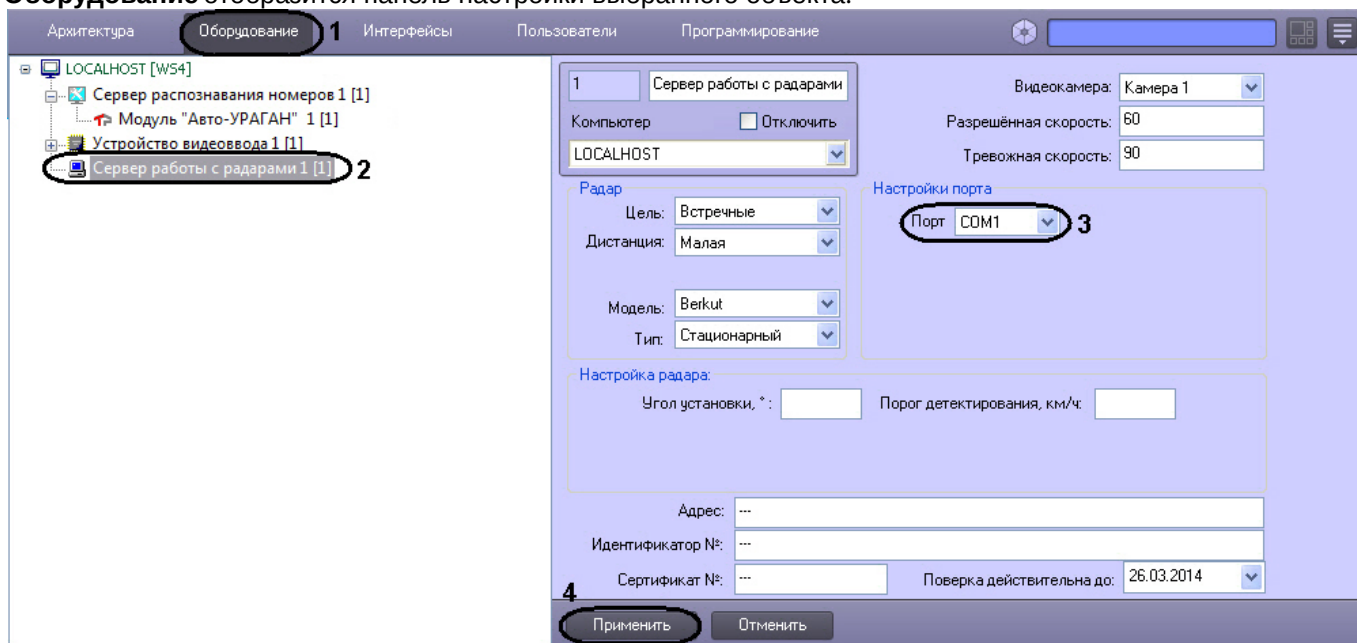 Оборудование отобразится панель настройки выбранного объекта.
Архитектура Оборудование 1 Интерфейсы Пользователи Программирование
LOCALHOST [WS4]
Сервер распознавания номеров 1 [1]
Модуль "Авто-УРАГАН" 1 [1]
Устройство видеоввода 1 [1]
Сервер работы с радарами 1 [1] 2
1 Сервер работы с радарами
Компьютер Отключить
LOCALHOST
Видеокамера: Камера 1
Разрешённая скорость: 60
Тревожная скорость: 90
Радар
Цель: Встречные
Дистанция: Малая
Модель: Berkut
Тип: Стационарный
Настройки порта
Порт COM1 3
Настройка радара:
Угол установки, ° : Порог детектирования, км/ч:
Адрес: ---
Идентификатор №: ---
Сертификат №: --- Поверка действительна до: 26.03.2014
4
Применить Отменить